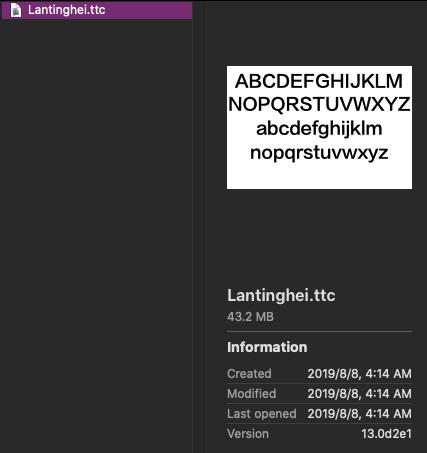 Lantinghei.ttc
ABCDEFGHIJKLM
NOPQRSTUVWXYZ
abcdefghijklm
nopqrstuvwxyz
Lantinghei.ttc
43.2 MB
Information
Created 2019/8/8, 4:14 AM
Modified 2019/8/8, 4:14 AM
Last opened 2019/8/8, 4:14 AM
Version 13.0d2e1